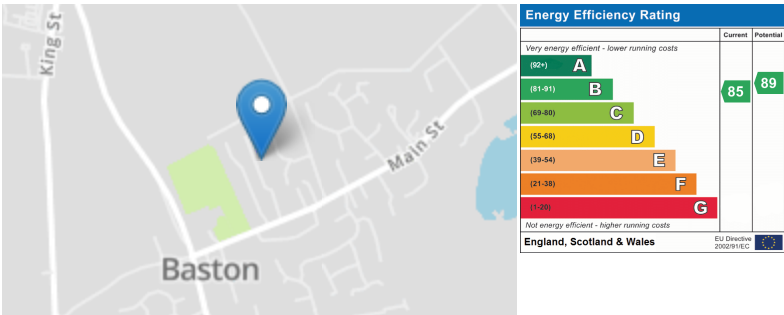 King St
Main St
Baston
Energy Efficiency Rating
Current Potential
Very energy efficient - lower running costs
(92+) A
(81-91) B
(69-80) C
(55-68) D
(39-54) E
(21-38) F
(1-20) G
85
89
Not energy efficient - higher running costs
England, Scotland & Wales
EU Directive
2002/91/EC